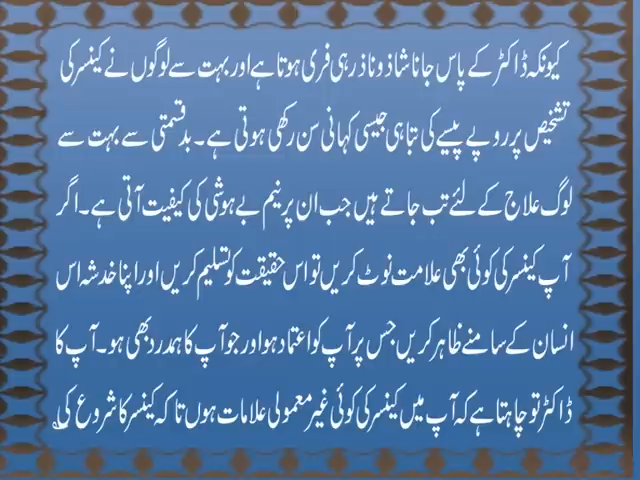 کیونکہ ڈاکٹر کے پاس جانا شاذ و نادر ہی فری ہوتا ہے اور بہت سے لوگوں نے کینسر کی
تشخیص پر روپے پیسے کی تباہی جیسی کہانی سن رکھی ہوتی ہے۔ بدقسمتی سے بہت سے
لوگ علاج کے لئے تب جاتے ہیں جب ان پر نیم بے ہوشی کی کیفیت آتی ہے۔ اگر
آپ کینسر کی کوئی بھی علامت نوٹ کریں تو اس حقیقت کو تسلیم کریں اور اپنا خدشہ اس
انسان کے سامنے ظاہر کریں جس پر آپ کو اعتماد ہو اور جو آپ کا ہمدرد بھی ہو۔ آپ کا
ڈاکٹر تو چاہتا ہے کہ آپ میں کینسر کی کوئی غیر معمولی علامات ہوں تا کہ کینسر کا شروع کی